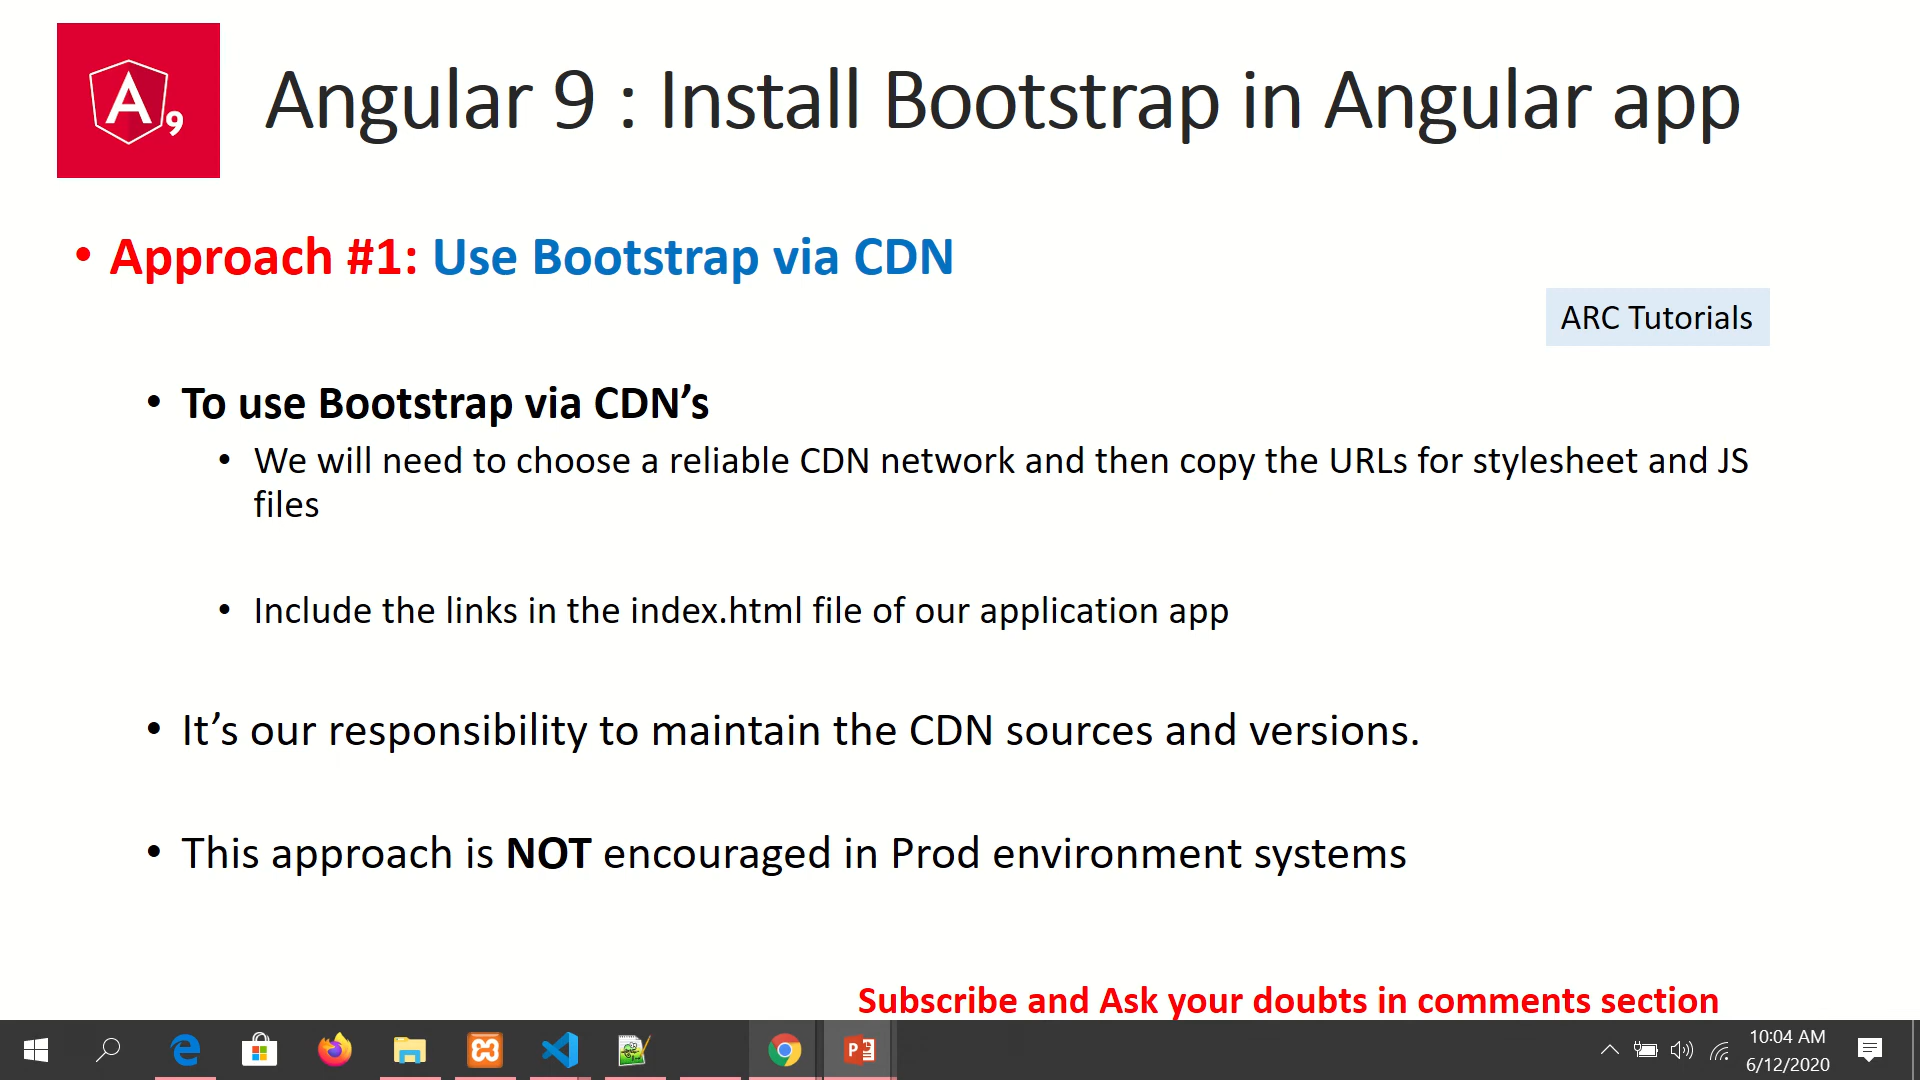 A9
Angular 9 : Install Bootstrap in Angular app
• Approach #1: Use Bootstrap via CDN
ARC Tutorials
• To use Bootstrap via CDN’s
• We will need to choose a reliable CDN network and then copy the URLs for stylesheet and JS
files
• Include the links in the index.html file of our application app
• It’s our responsibility to maintain the CDN sources and versions.
• This approach is NOT encouraged in Prod environment systems
Subscribe and Ask your doubts in comments section
10:04 AM
6/12/2020